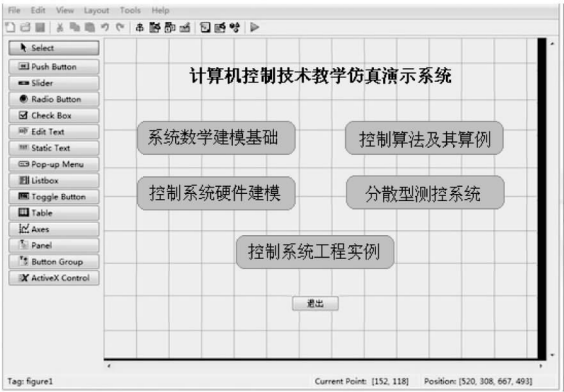 File Edit View Layout Tools Help
Select
Push Button
Slider
Radio Button
Check Box
Edit Text
Static Text
Pop-up Menu
Listbox
Toggle Button
Table
Axes
Panel
Button Group
ActiveX Control
计算机控制技术教学仿真演示系统
系统数学建模基础
控制算法及其算例
控制系统硬件建模
分散型测控系统
控制系统工程实例
退出
Tag: figure1
Current Point: [152, 118]
Position: [520, 308, 667, 493]